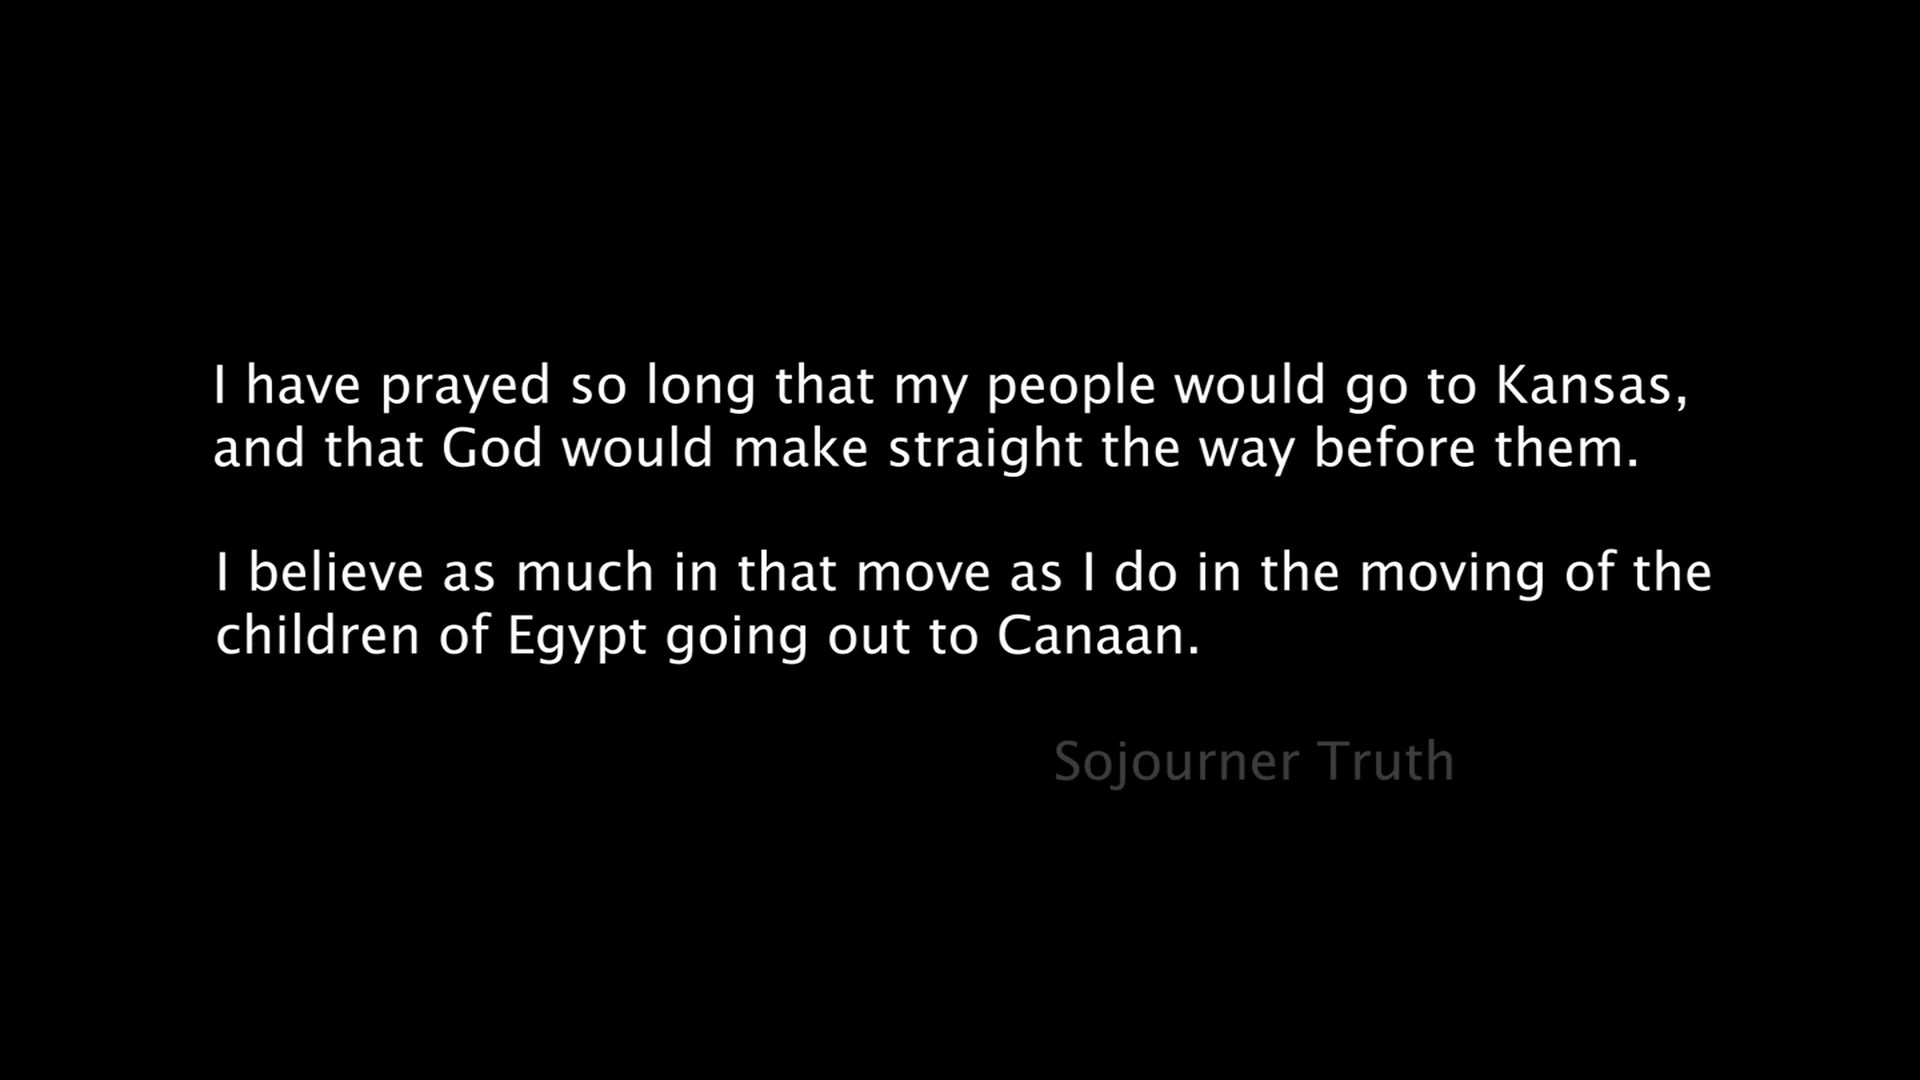 I have prayed so long that my people would go to Kansas,
and that God would make straight the way before them.
I believe as much in that move as I do in the moving of the
children of Egypt going out to Canaan.
Sojourner Truth